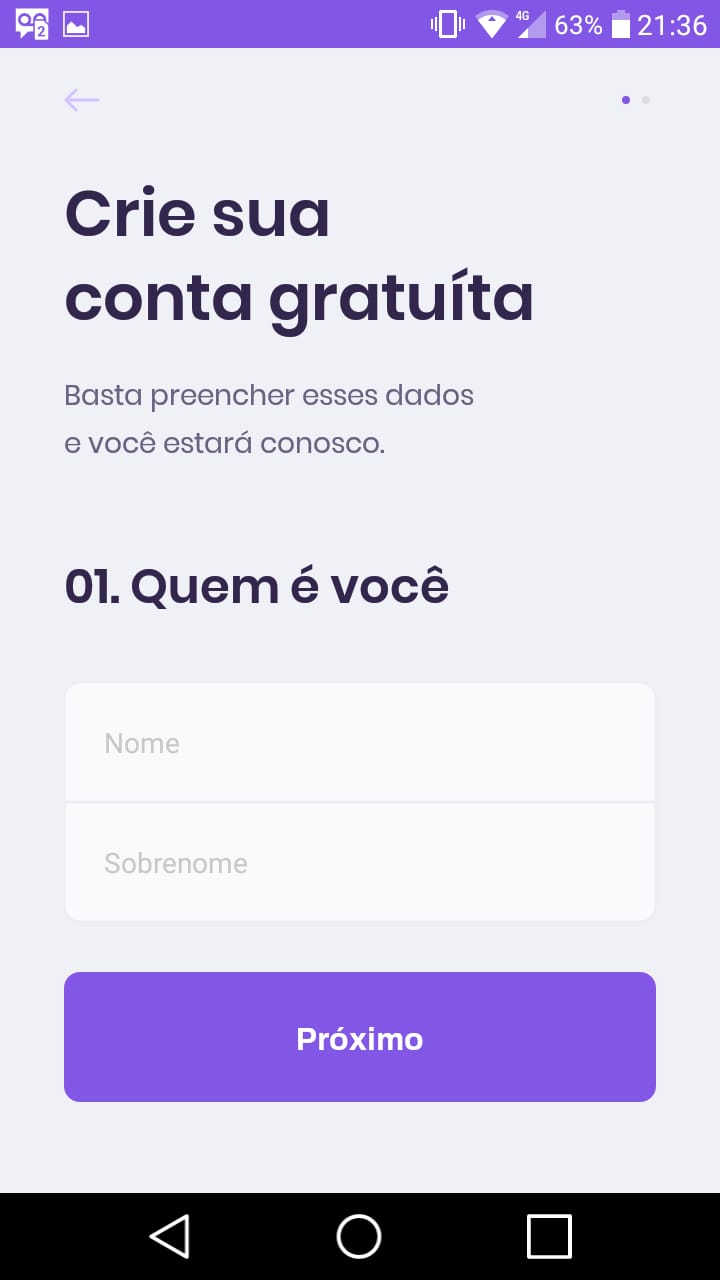 2
4G 63% 21:36
Crie sua
conta gratuíta
Basta preencher esses dados
e você estará conosco.
01. Quem é você
Nome
Sobrenome
Próximo